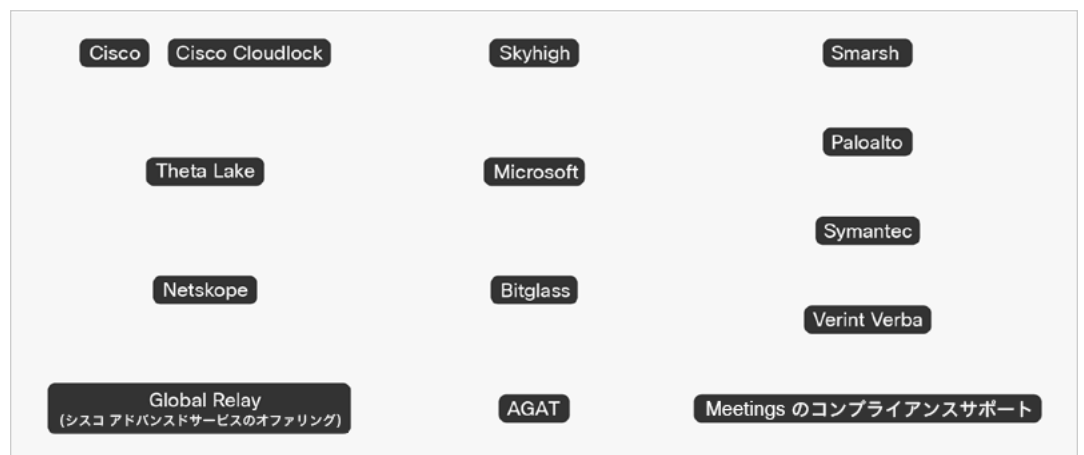 Cisco
Cisco Cloudlock
Skyhigh
Smarsh
Paloalto
Theta Lake
Microsoft
Symantec
Netskope
Bitglass
Verint Verba
Global Relay
(シスコ アドバンスドサービスのオファリング)
AGAT
Meetings のコンプライアンスサポート